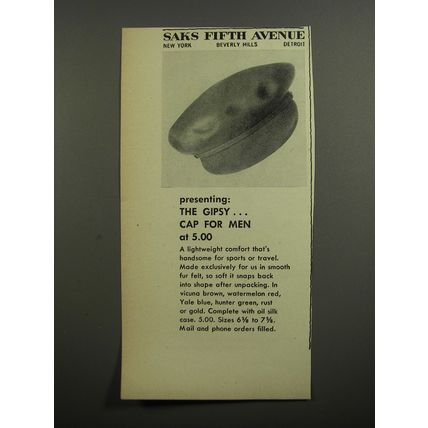 SAKS FIFTH AVENUE
NEW YORK BEVERLY HILLS DETROIT
presenting:
THE GIPSY ...
CAP FOR MEN
at 5.00
A lightweight comfort that's
handsome for sports or travel.
Made exclusively for us in smooth
fur felt, so soft it snaps back
into shape after unpacking. In
vicuna brown, watermelon red,
Yale blue, hunter green, rust
or gold. Complete with oil silk
case. 5.00. Sizes 6⅞ to 7⅜.
Mail and phone orders filled.